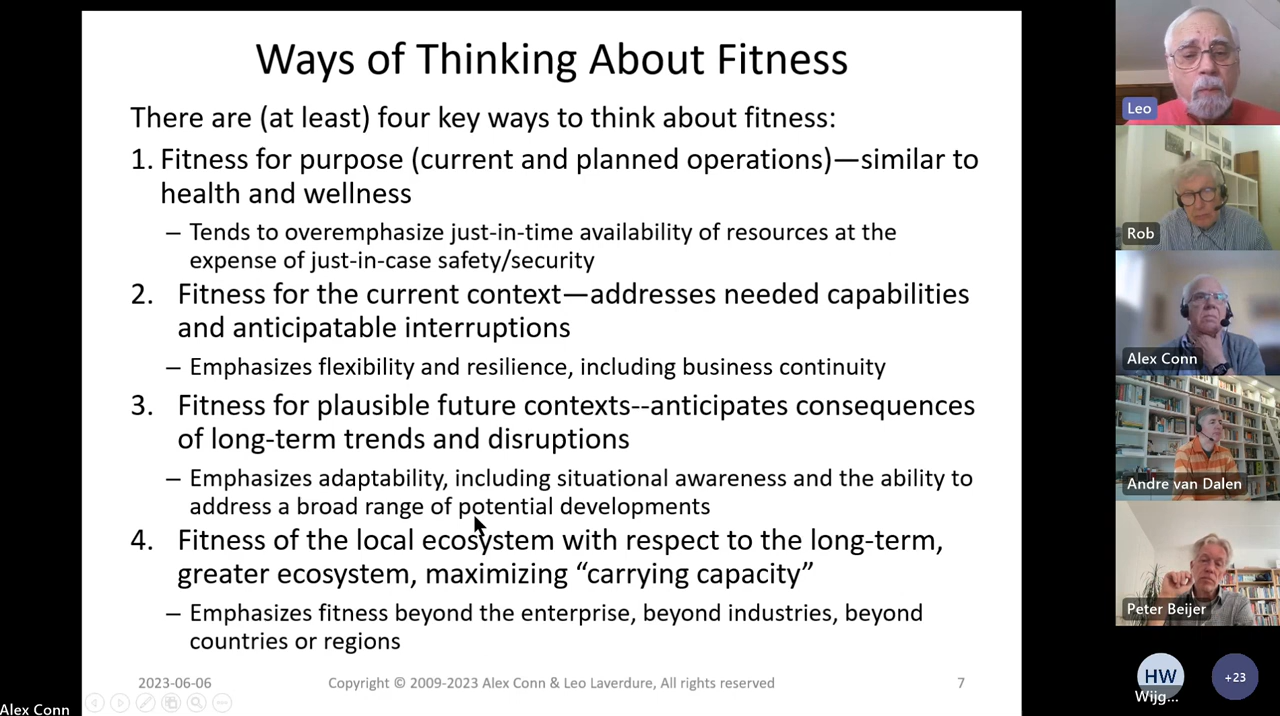 Ways of Thinking About Fitness
There are (at least) four key ways to think about fitness:
1. Fitness for purpose (current and planned operations)—similar to
health and wellness
– Tends to overemphasize just-in-time availability of resources at the
expense of just-in-case safety/security
2. Fitness for the current context—addresses needed capabilities
and anticipatable interruptions
– Emphasizes flexibility and resilience, including business continuity
3. Fitness for plausible future contexts--anticipates consequences
of long-term trends and disruptions
– Emphasizes adaptability, including situational awareness and the ability to
address a broad range of potential developments
4. Fitness of the local ecosystem with respect to the long-term,
greater ecosystem, maximizing “carrying capacity”
– Emphasizes fitness beyond the enterprise, beyond industries, beyond
countries or regions
2023-06-06
Copyright © 2009-2023 Alex Conn & Leo Laverdure, All rights reserved
7
Alex Conn
Leo
Rob
Alex Conn
Andre van Dalen
Peter Beijer
HW
Wijg...
+23